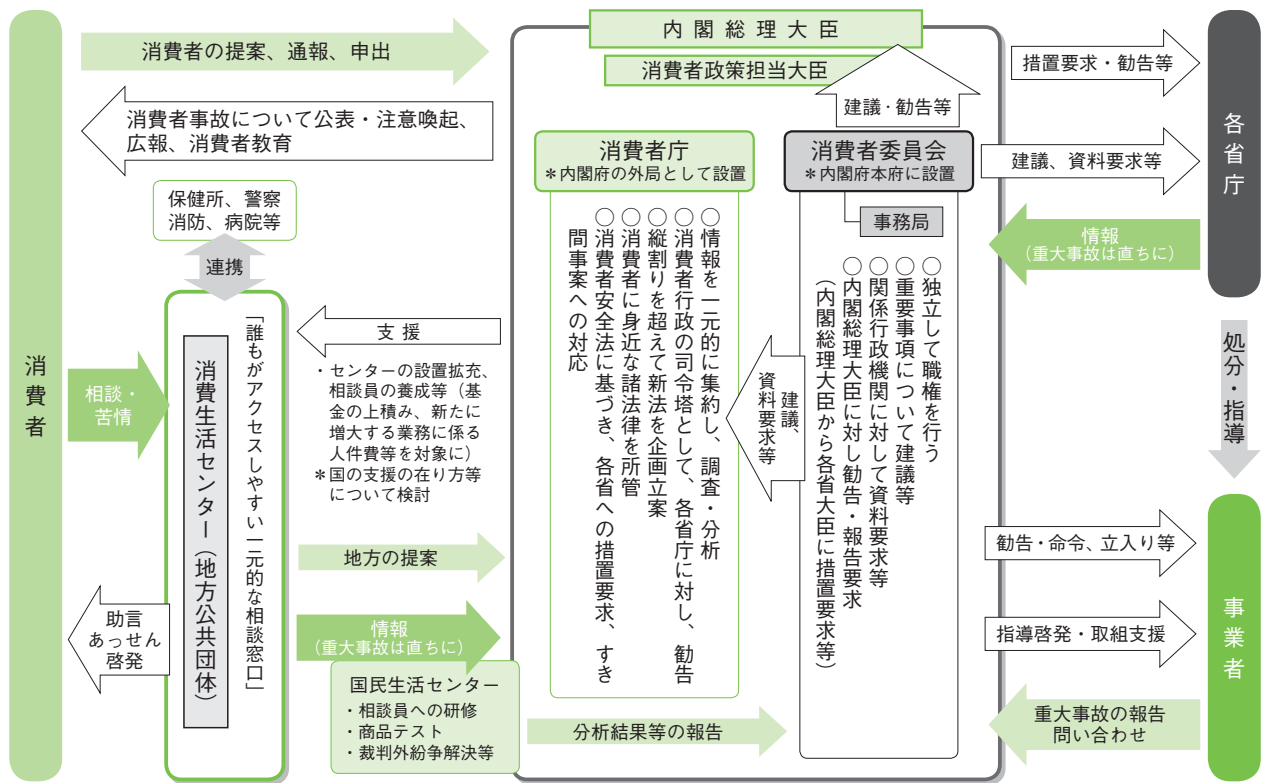 消費者
消費者の提案、通報、申出
消費者事故について公表・注意喚起、
広報、消費者教育
保健所、警察
消防、病院等
連携
相談・
苦情
「誰もがアクセスしやすい一元的な相談窓口」
消費生活センター（地方公共団体）
助言
あっせん
啓発
支援
・センターの設置拡充、
相談員の養成等（基
金の上積み、新たに
増大する業務に係る
人件費等を対象に）
＊国の支援の在り方等
について検討
地方の提案
情報
（重大事故は直ちに）
国民生活センター
・相談員への研修
・商品テスト
・裁判外紛争解決等
分析結果等の報告
内閣総理大臣
消費者政策担当大臣
建議・勧告等
消費者庁
＊内閣府の外局として設置
○情報を一元的に集約し、調査・分析
○消費者行政の司令塔として、各省庁に対し、勧告
○縦割りを超えて新法を企画立案
○消費者に身近な諸法律を所管
○消費者安全法に基づき、各省への措置要求、すき
間事案への対応
建議、
資料要求等
消費者委員会
＊内閣府本府に設置
事務局
○独立して職権を行う
○重要事項について建議等
○関係行政機関に対して資料要求等
○内閣総理大臣に対し勧告・報告要求
（内閣総理大臣から各省大臣に措置要求等）
措置要求・勧告等
建議、資料要求等
情報
（重大事故は直ちに）
各省庁
処分・指導
勧告・命令、立入り等
指導啓発・取組支援
重大事故の報告
問い合わせ
事業者